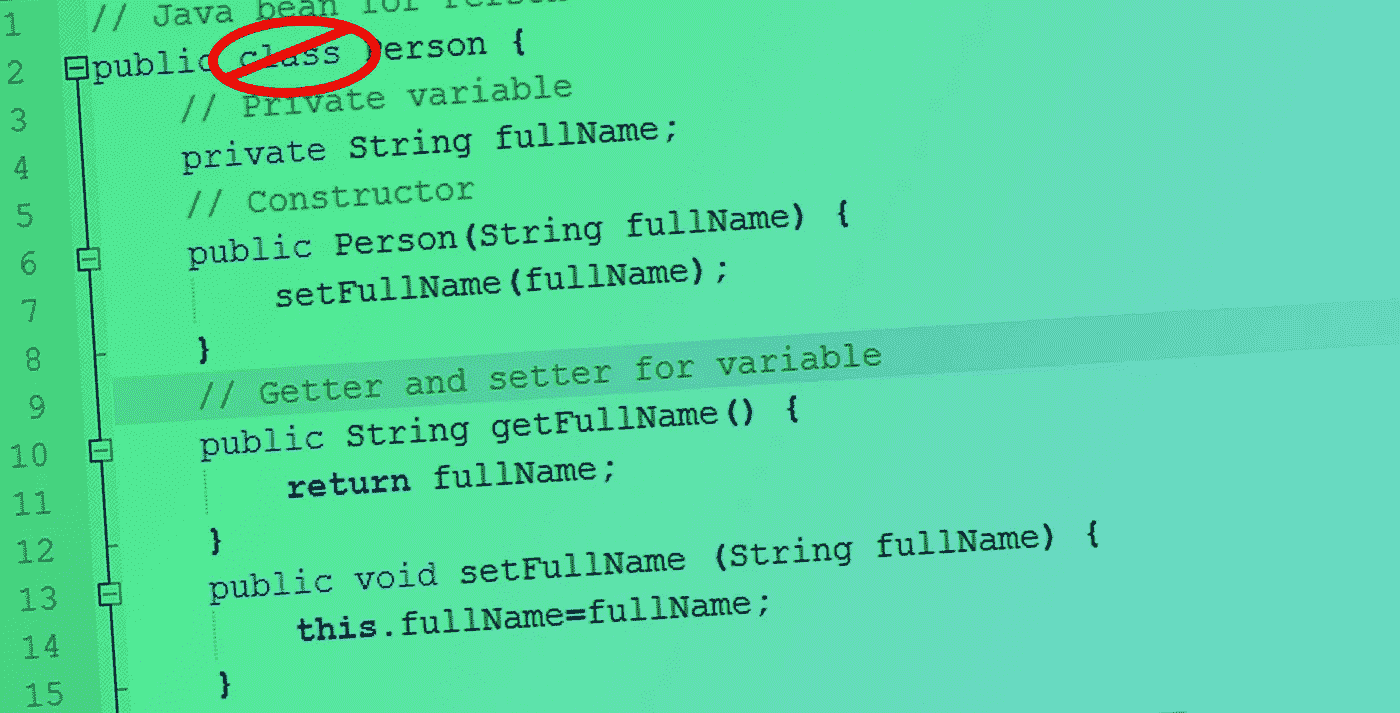 1 // Java bean for Person
2 public class Person {
3 // Private variable
4 private String fullName;
5 // Constructor
6 public Person(String fullName) {
7 setFullName(fullName);
8 }
9 // Getter and setter for variable
10 public String getFullName() {
11 return fullName;
12 }
13 public void setFullName (String fullName) {
14 this.fullName=fullName;
15 }